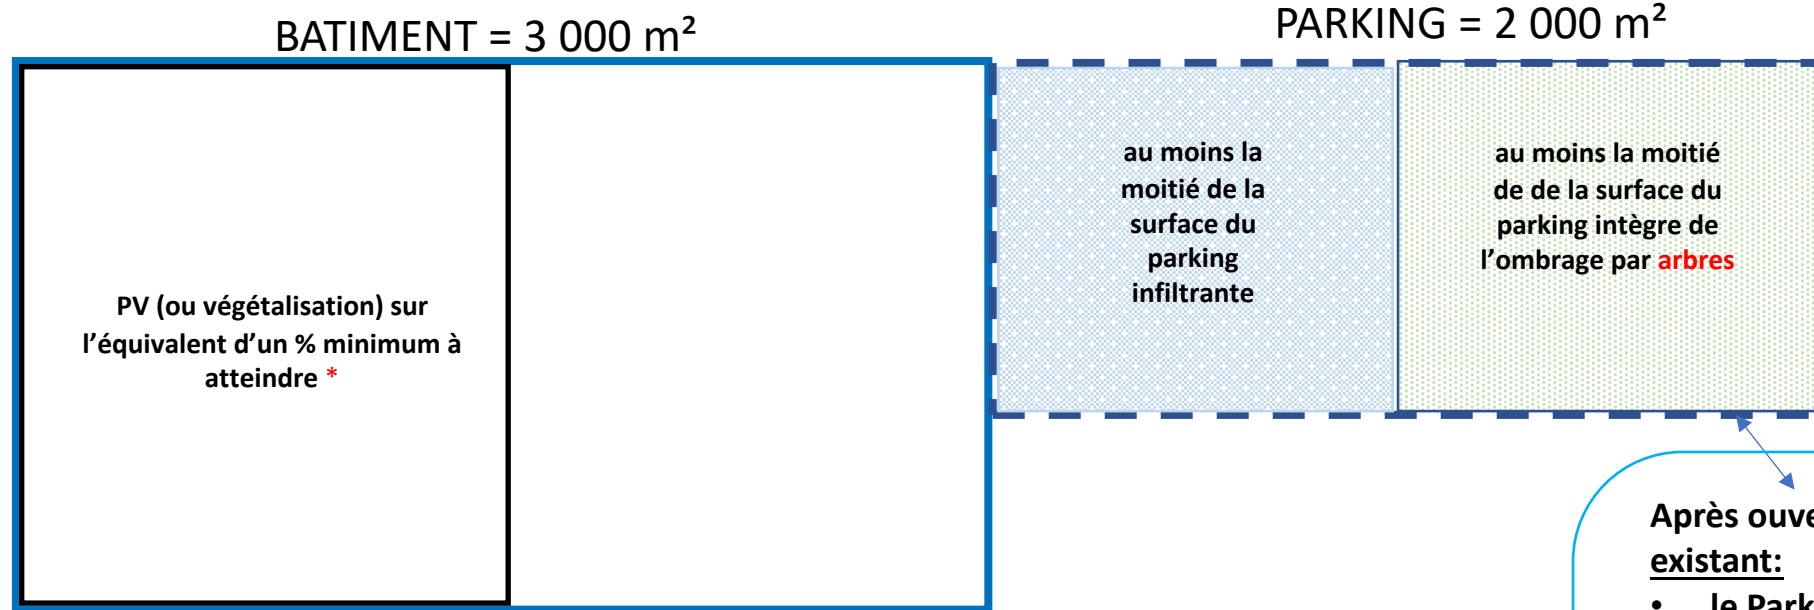 BATIMENT = 3 000 m²
PARKING = 2 000 m²
PV (ou végétalisation) sur
l’équivalent d’un % minimum à
atteindre *
au moins la
moitié de la
surface du
parking
infiltrante
au moins la moitié
de de la surface du
parking intègre de
l’ombrage par arbres
Après
existant:
• le